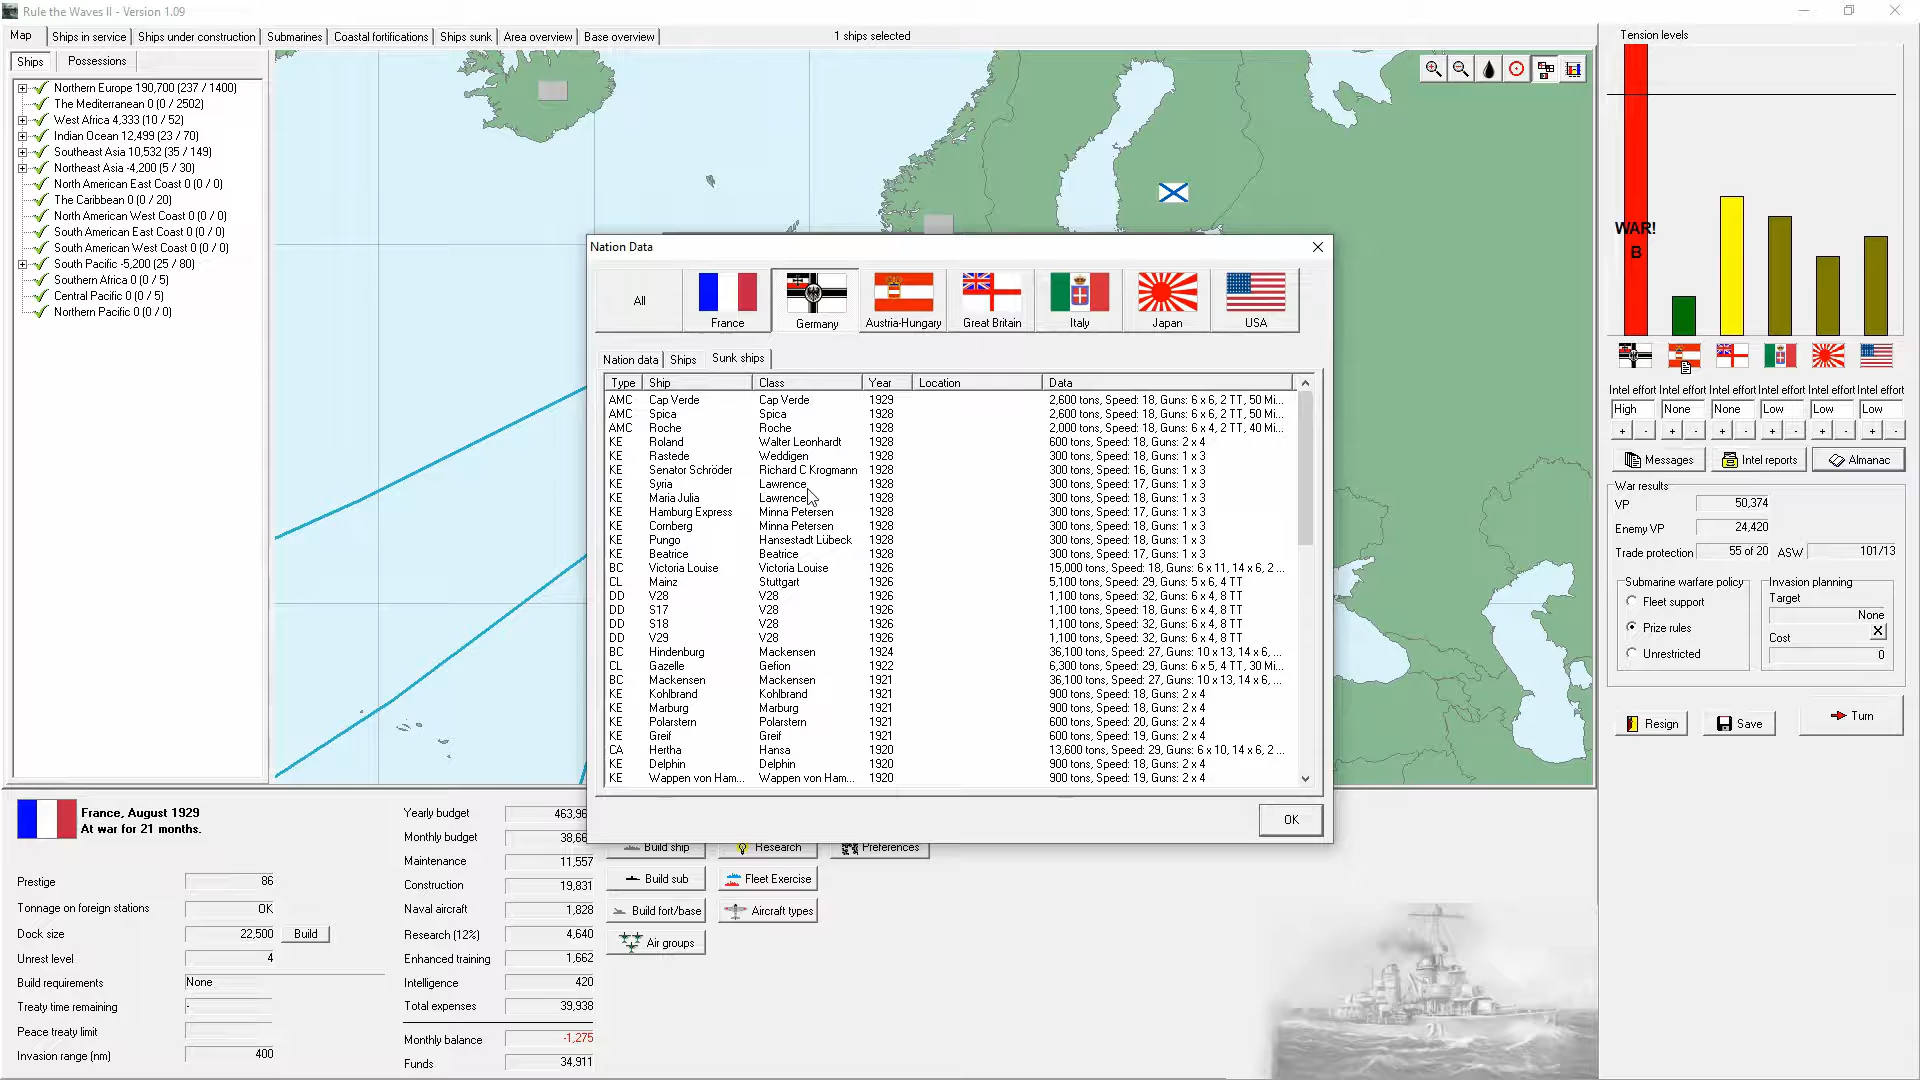 Rule the Waves II - Version 1.09
Map
Ships in service
Ships under construction
Submarines
Coastal fortifications
Ships sunk
Area overview
Base overview
1 ships selected
Ships
Possessions
Northern Europe 190,700 (237 / 1400)
The Mediterranean 0 (0 / 2502)
West Africa 4,333 (10 / 52)
Indian Ocean 12,499 (23 / 70)
Southeast Asia 10,532 (35 / 149)
Northeast Asia -4,200 (5 / 30)
North American East Coast 0 (0 / 0)
The Caribbean 0 (0 / 20)
North American West Coast 0 (0 / 0)
South American East Coast 0 (0 / 0)
South American West Coast 0 (0 / 0)
South Pacific -5,200 (25 / 80)
Southern Africa 0 (0 / 5)
Central Pacific 0 (0 / 5)
Northern Pacific 0 (0 / 0)
Nation Data
All
France
Germany
Austria-Hungary
Great Britain
Italy
Japan
USA
Nation data
Ships
Sunk ships
Type Ship Class Year Location Data
AMC Cap Verde Cap Verde 1929 2,600 tons, Speed: 18, Guns: 6 x 6, 2 TT, 50 Mi...
AMC Spica Spica 1928 2,600 tons, Speed: 18, Guns: 6 x 6, 2 TT, 50 Mi...
AMC Roche Roche 1928 2,000 tons, Speed: 18, Guns: 6 x 4, 2 TT, 40 Mi...
KE Roland Walter Leonhardt 1928 600 tons, Speed: 18, Guns: 2 x 4
KE Rastede Weddigen 1928 300 tons, Speed: 18, Guns: 1 x 3
KE Senator Schröder Richard C Krogmann 1928 300 tons, Speed: 16, Guns: 1 x 3
KE Syria Lawrence 1928 300 tons, Speed: 17, Guns: 1 x 3
KE Maria Julia Lawrence 1928 300 tons, Speed: 18, Guns: 1 x 3
KE Hamburg Express Minna Petersen 1928 300 tons, Speed: 17, Guns: 1 x 3
KE Cornberg Minna Petersen 1928 300 tons, Speed: 18, Guns: 1 x 3
KE Pungo Hansestadt Lübeck 1928 300 tons, Speed: 18, Guns: 1 x 3
KE Beatrice Beatrice 1928 300 tons, Speed: 17, Guns: 1 x 3
BC Victoria Louise Victoria Louise 1926 15,000 tons, Speed: 18, Guns: 6 x 11, 14 x 6, 2 ...
CL Mainz Stuttgart 1926 5,100 tons, Speed: 29, Guns: 5 x 6, 4 TT
DD V28 V28 1926 1,100 tons, Speed: 32, Guns: 6 x 4, 8 TT
DD S17 V28 1926 1,100 tons, Speed: 18, Guns: 6 x 4, 8 TT
DD S18 V28 1926 1,100 tons, Speed: 32, Guns: 6 x 4, 8 TT
DD V29 V28 1926 1,100 tons, Speed: 32, Guns: 6 x 4, 8 TT
BC Hindenburg Mackensen 1924 36,100 tons, Speed: 27, Guns: 10 x 13, 14 x 6, ...
CL Gazelle Gefion 1922 6,300 tons, Speed: 29, Guns: 6 x 5, 4 TT, 30 Mi...
BC Mackensen Mackensen 1921 36,100 tons, Speed: 27, Guns: 10 x 13, 14 x 6, ...
KE Kohlbrand Kohlbrand 1921 900 tons, Speed: 18, Guns: 2 x 4
KE Marburg Marburg 1921 900 tons, Speed: 18, Guns: 2 x 4
KE Polarstern Polarstern 1921 600 tons, Speed: 20, Guns: 2 x 4
KE Greif Greif 1921 600 tons, Speed: 19, Guns: 2 x 4
CA Hertha Hansa 1920 13,600 tons, Speed: 29, Guns: 6 x 10, 14 x 6, 2 ...
KE Delphin Delphin 1920 900 tons, Speed: 18, Guns: 2 x 4
KE Wappen von Ham... Wappen von Ham... 1920 900 tons, Speed: 19, Guns: 2 x 4
OK
Tension levels
WAR!
B
Intel effort Intel effort Intel effort Intel effort Intel effort Intel effort
High None None Low Low Low
+ - + - + - + - + - + -
Messages
Intel reports
Almanac
War results
VP 50,374
Enemy VP 24,420
Trade protection 55 of 20 ASW 101/13
Submarine warfare policy
Fleet support
Prize rules
Unrestricted
Invasion planning
Target
None
Cost X
0
Resign
Save
Turn
France, August 1929
At war for 21 months.
Prestige 86
Tonnage on foreign stations OK
Dock size 22,500 Build
Unrest level 4
Build requirements None
Treaty time remaining -
Peace treaty limit
Invasion range (nm) 400
Yearly budget 463,96
Monthly budget 38,66
Maintenance 11,557
Construction 19,831
Naval aircraft 1,828
Research (12%) 4,640
Enhanced training 1,662
Intelligence 420
Total expenses 39,938
Monthly balance -1,275
Funds 34,911
Build ship
Research
Preferences
Build sub
Fleet Exercise
Build fort/base
Aircraft types
Air groups